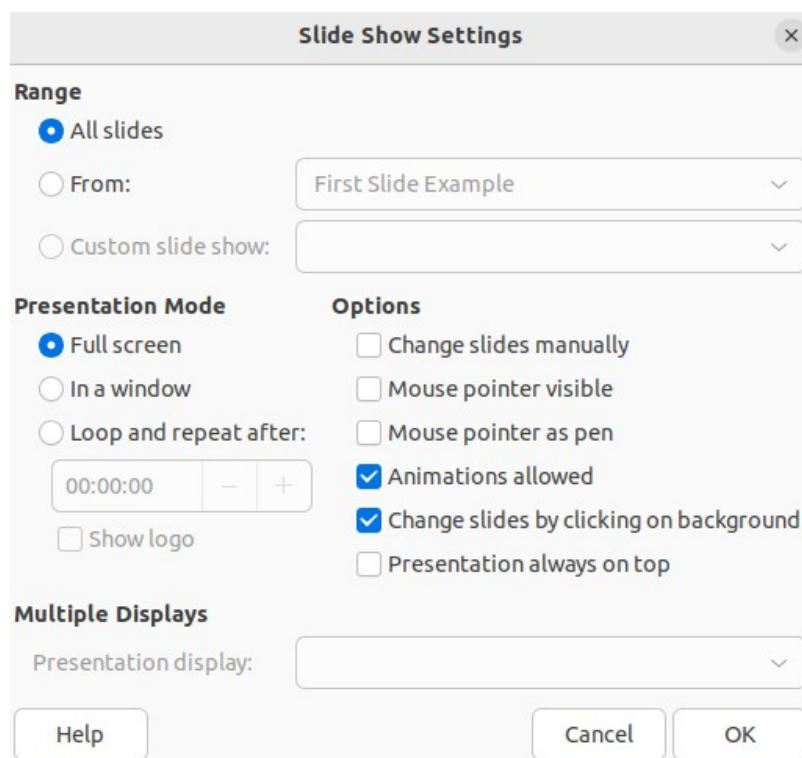 Slide Show Settings
Range
All slides
From: First Slide Example
Custom slide show:
Presentation Mode
Full screen
In a window
Loop and repeat after:
00:00:00
Show logo
Options
Change slides manually
Mouse pointer visible
Mouse pointer as pen
Animations allowed
Change slides by clicking on background
Presentation always on top
Multiple Displays
Presentation display:
Help Cancel OK